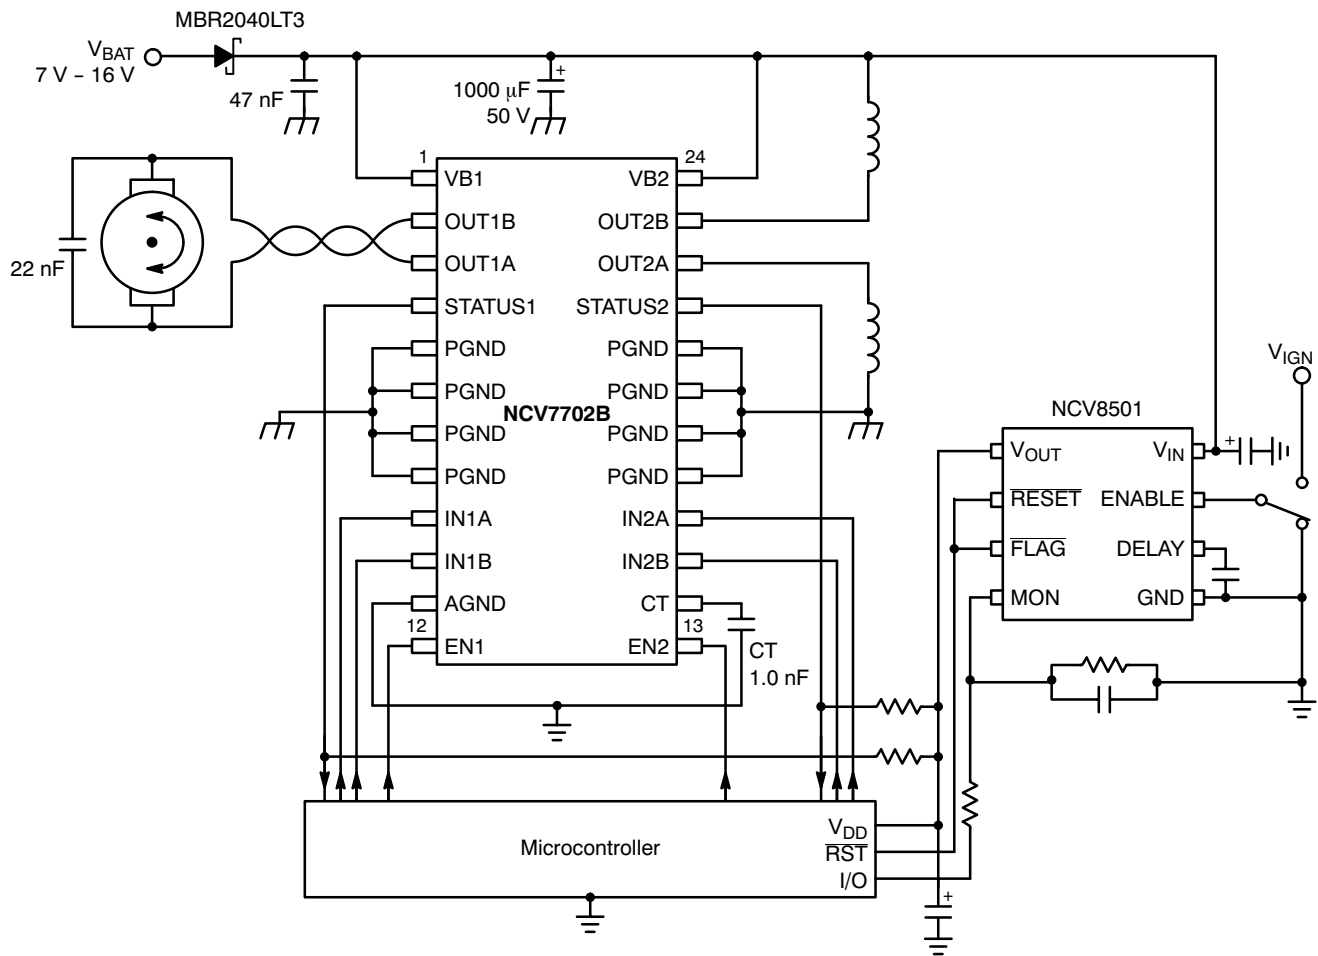 MBR2040LT3
VBAT
7 V – 16 V
47 nF
+
1000 μF
50 V
1
24
VB1
VB2
OUT1B
OUT2B
22 nF
OUT1A
OUT2A
STATUS1
STATUS2
PGND
PGND
PGND
PGND
NCV7702B
PGND
PGND
PGND
PGND
IN1A
IN2A
IN1B
IN2B
AGND
CT
12
13
EN1
EN2
CT
1.0 nF
VIGN
NCV8501
VOUT
VIN
+
RESET
ENABLE
FLAG
DELAY
MON
GND
Microcontroller
VDD
RST
I/O
+